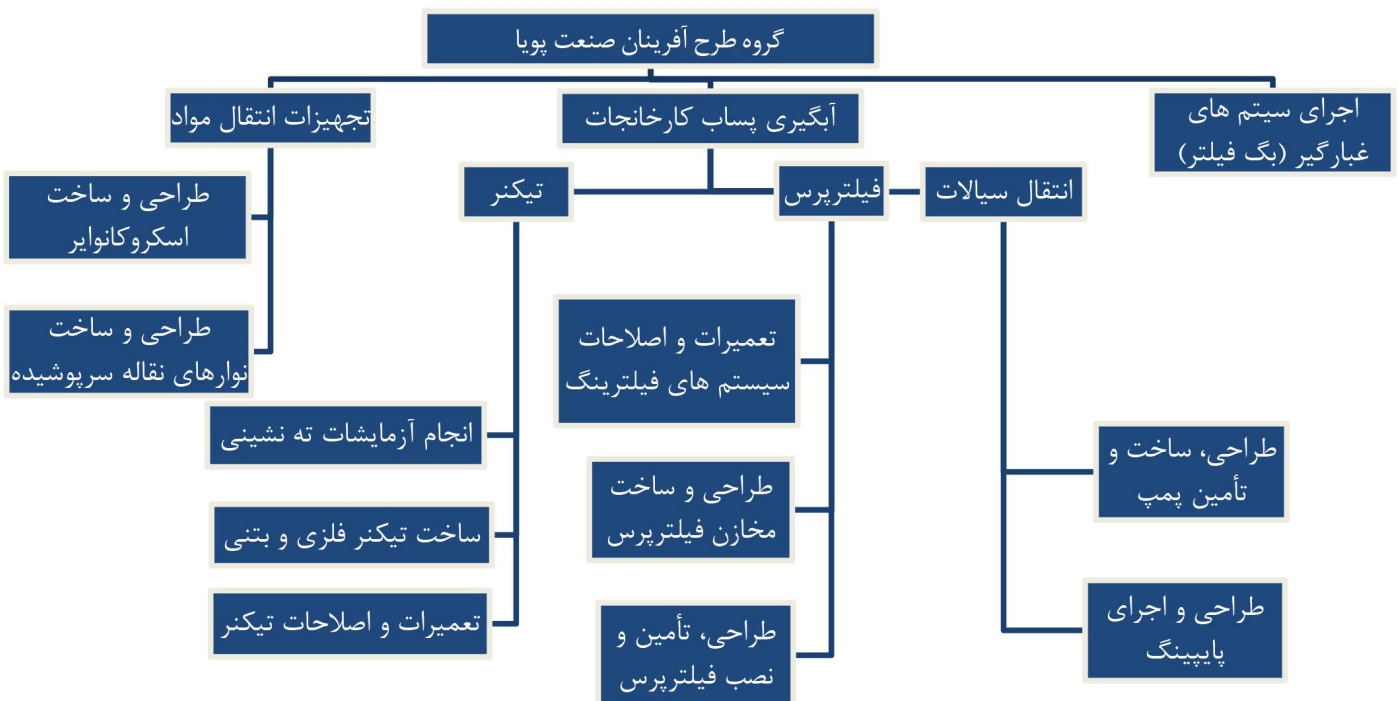 گروه طرح آفرینان صنعت پویا
اجرای سیتم های
غبارگیر (بگ فیلتر)
آبگیری پساب کارخانجات
تجهیزات انتقال مواد
انتقال سیالات
فیلترپرس
تیکنر
طراحی و ساخت
اسکروکانوایر
طراحی و ساخت
نوارهای نقاله سرپوشیده
تعمیرات و اصلاحات
سیستم های فیلترینگ
طراحی و ساخت
مخازن فیلترپرس
طراحی، تأمین و
نصب فیلترپرس
انجام آزمایشات ته نشینی
ساخت تیکنر فلزی و بتنی
تعمیرات و اصلاحات تیکنر
طراحی، ساخت و
تأمین پمپ
طراحی و اجرای
پایپینگ